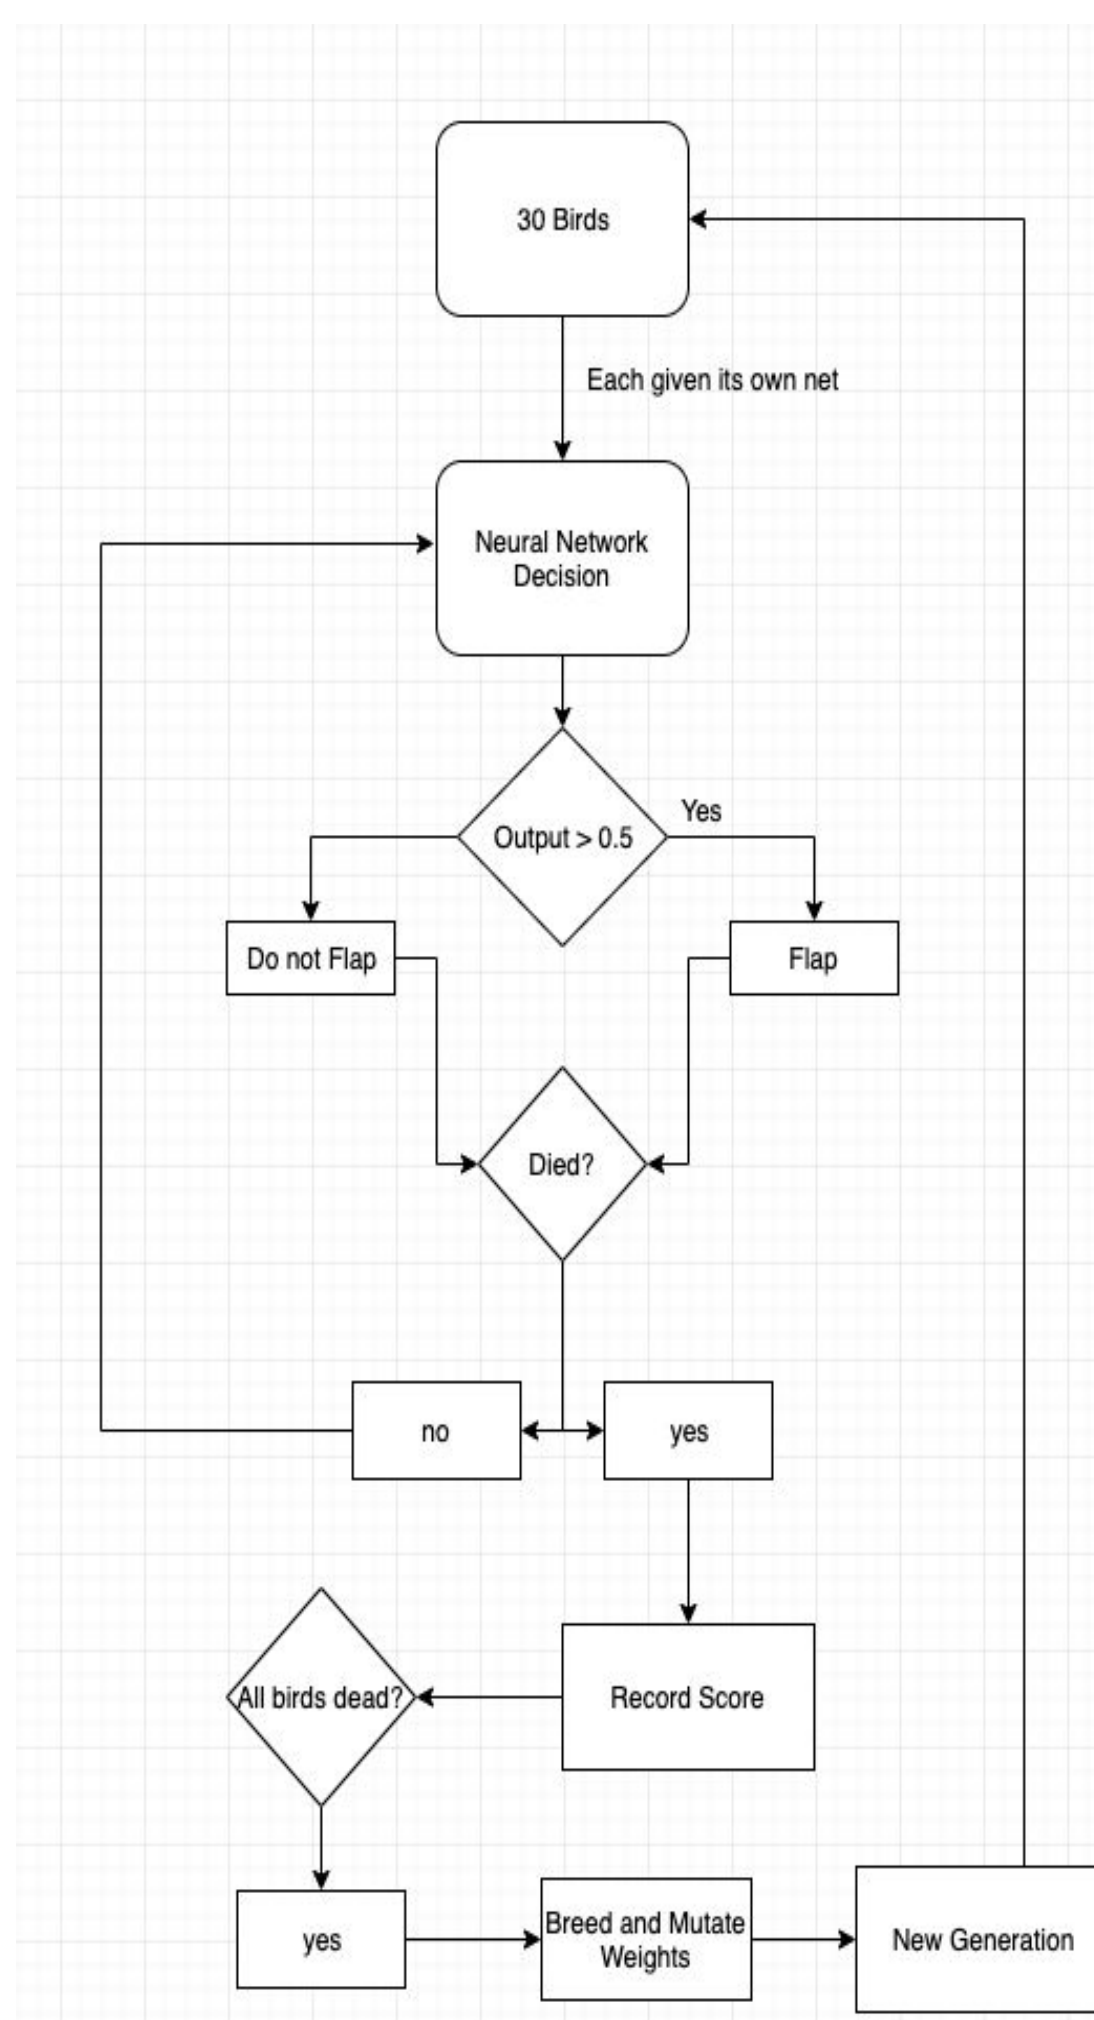 30 Birds
Each given its own net
Neural Network
Decision
Output > 0.5
Yes
Do not Flap
Flap
Died?
no
yes
All birds dead?
Record Score
yes
Breed and Mutate
Weights
New Generation